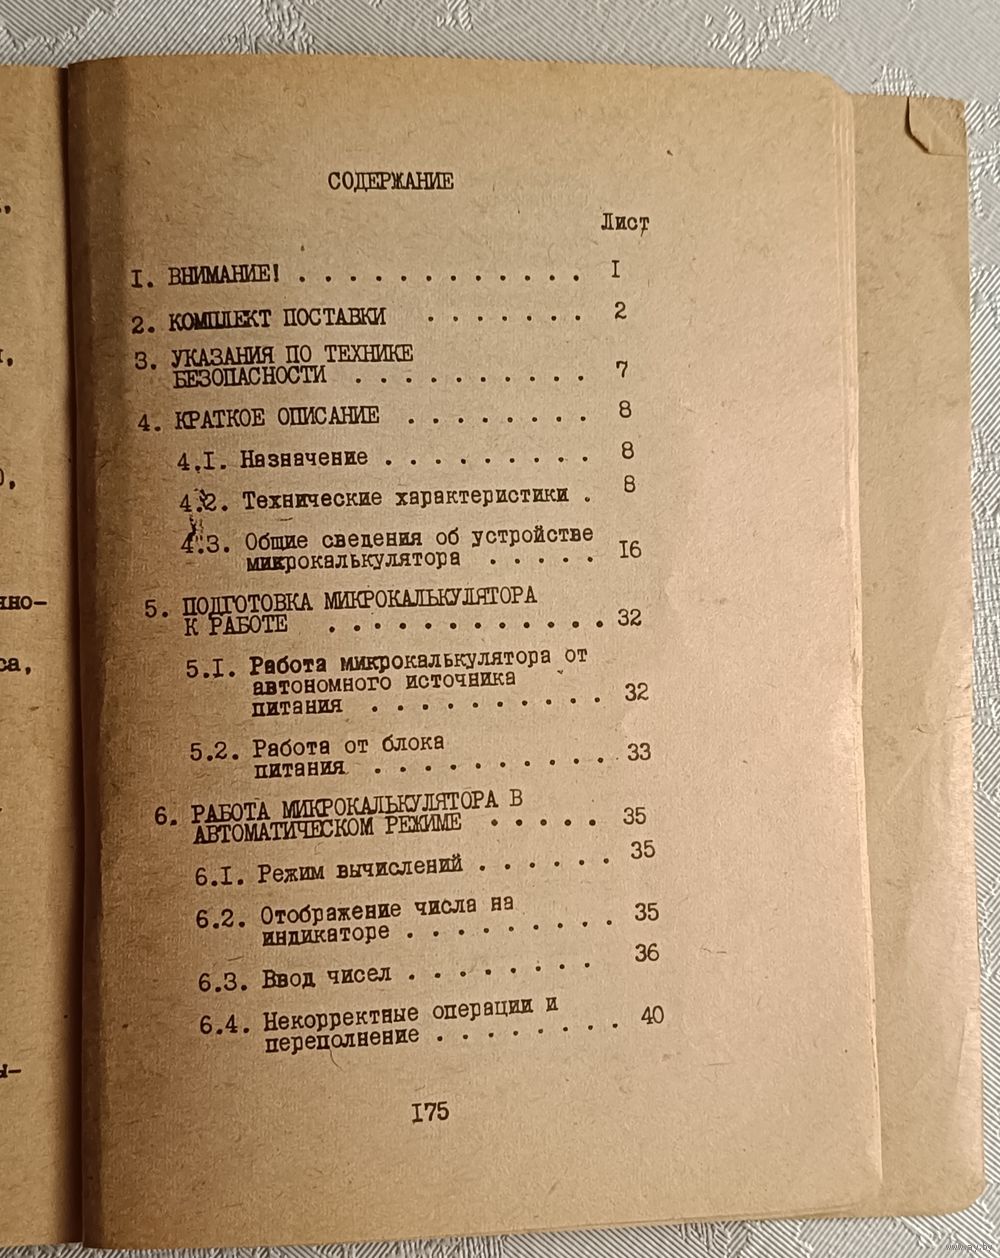 СОДЕРЖАНИЕ
Лист
I. ВНИМАНИЕ! . . . . . . . . . . . . I
2. КОМПЛЕКТ ПОСТАВКИ . . . . . . . 2
3. УКАЗАНИЯ ПО ТЕХНИКЕ
БЕЗОПАСНОСТИ . . . . . . . . . . 7
4. КРАТКОЕ ОПИСАНИЕ . . . . . . . . 8
4.I. Назначение . . . . . . . . . 8
4.2. Технические характеристики . 8
4.3. Общие сведения об устройстве
микрокалькулятора . . . . . I6
5. ПОДГОТОВКА МИКРОКАЛЬКУЛЯТОРА
К РАБОТЕ . . . . . . . . . . . . 32
5.I. Работа микрокалькулятора от
автономного источника
питания . . . . . . . . . . 32
5.2. Работа от блока
питания . . . . . . . . . . 33
6. РАБОТА МИКРОКАЛЬКУЛЯТОРА В
АВТОМАТИЧЕСКОМ РЕЖИМЕ . . . . . 35
6.I. Режим вычислений . . . . . . 35
6.2. Отображение числа на
индикаторе . . . . . . . . . 35
6.3. Ввод чисел . . . . . . . . 36
6.4. Некорректные операции и
переполнение . . . . . . . . 40
I75
www.ay.by